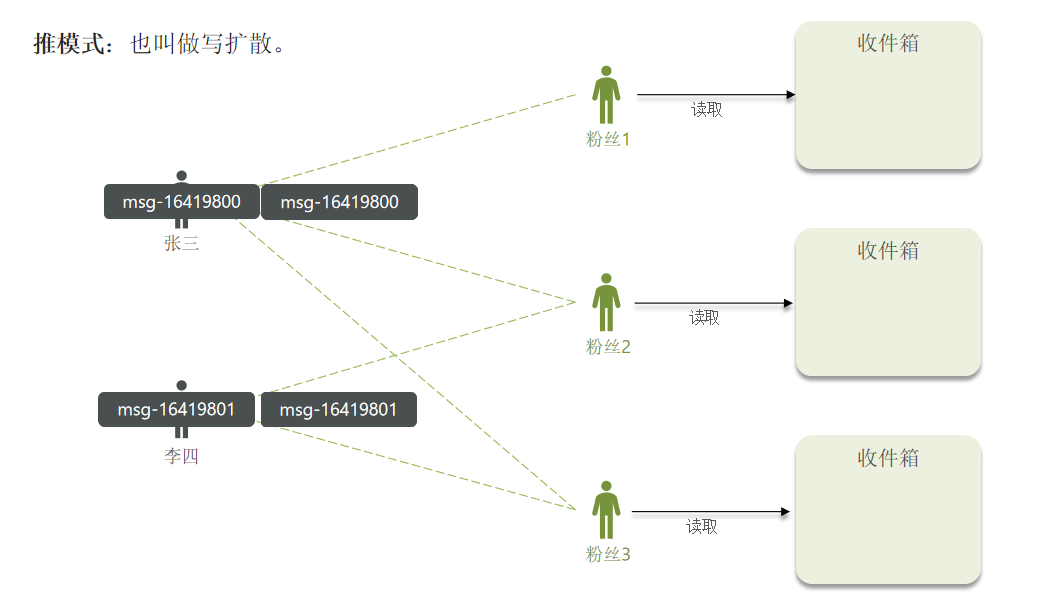 推模式：也叫做写扩散。
收件箱
读取
粉丝1
msg-16419800
msg-16419800
张三
收件箱
读取
粉丝2
msg-16419801
msg-16419801
李四
收件箱
读取
粉丝3